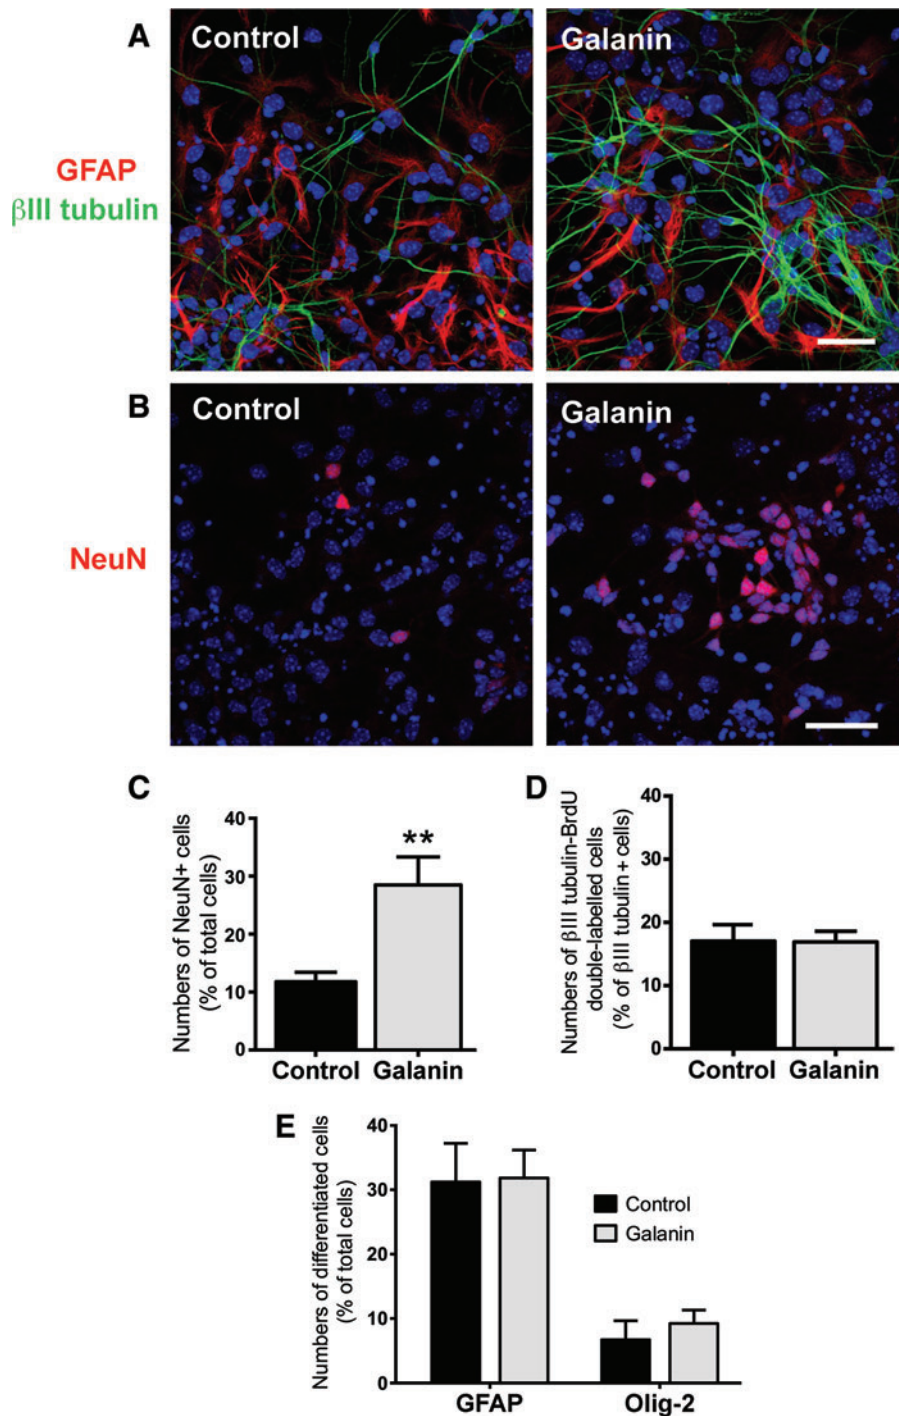 A
Control
Galanin
GFAP
βIII tubulin
B
Control
Galanin
NeuN
C
Numbers of NeuN+ cells
(% of total cells)
40
30
20
10
0
**
Control Galanin
D
Numbers of βIII tubulin-BrdU
double-labelled cells
(% of βIII tubulin+ cells)
40
30
20
10
0
Control Galanin
E
Numbers of differentiated cells
(% of total cells)
40
30
20
10
0
Control
Galanin
GFAP Olig-2